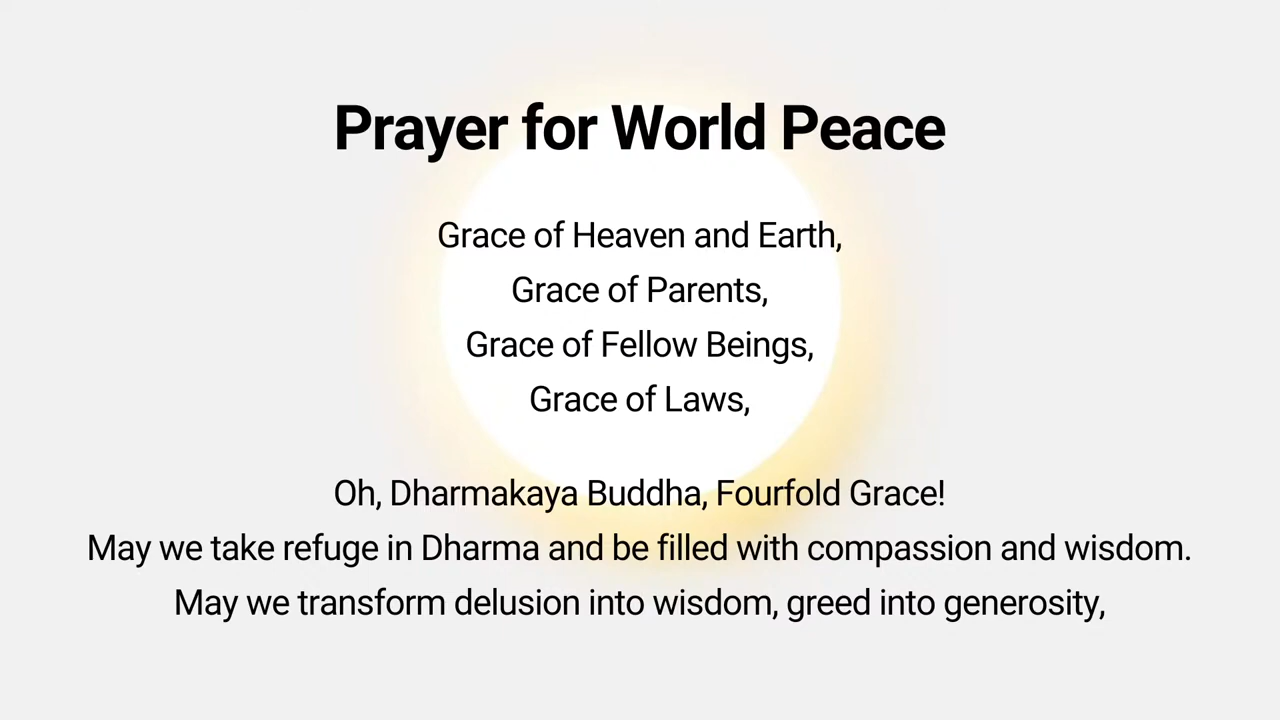 Prayer for World Peace
Grace of Heaven and Earth,
Grace of Parents,
Grace of Fellow Beings,
Grace of Laws,
Oh, Dharmakaya Buddha, Fourfold Grace!
May we take refuge in Dharma and be filled with compassion and wisdom.
May we transform delusion into wisdom, greed into generosity,